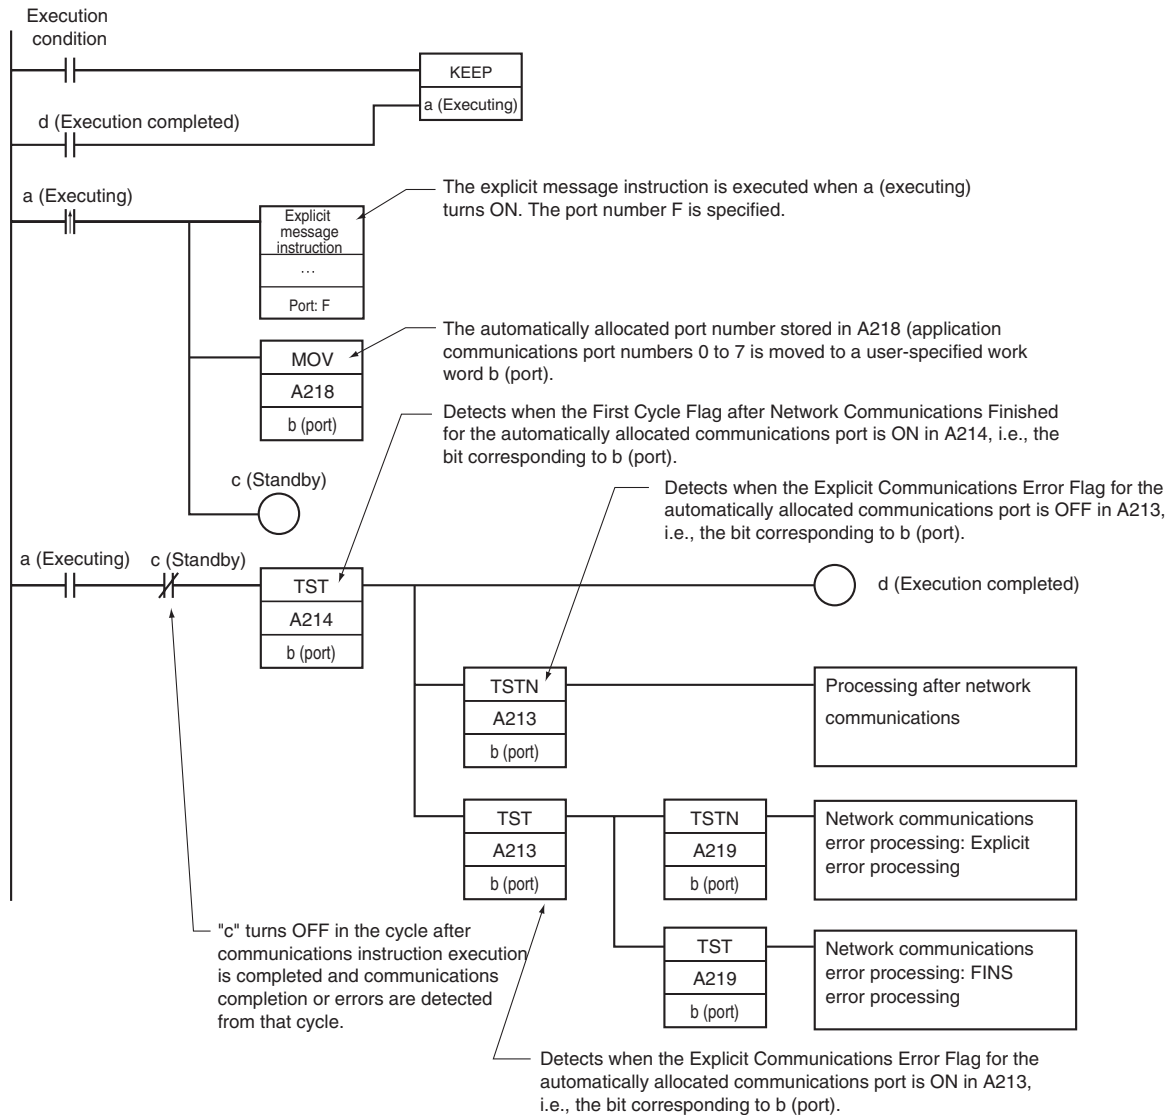 Execution
condition
KEEP
a (Executing)
d (Execution completed)
a (Executing)
Explicit
message
instruction
...
Port: F
The explicit message instruction is executed when a (executing)
turns ON. The port number F is specified.
MOV
A218
b (port)
The automatically allocated port number stored in A218 (application
communications port numbers 0 to 7 is moved to a user-specified work
word b (port).
Detects when the First Cycle Flag after Network Communications Finished
for the automatically allocated communications port is ON in A214, i.e., the
bit corresponding to b (port).
c (Standby)
Detects when the Explicit Communications Error Flag for the
automatically allocated communications port is OFF in A213,
i.e., the bit corresponding to b (port).
a (Executing)
c (Standby)
TST
A214
b (port)
d (Execution completed)
TSTN
A213
b (port)
Processing after network
communications
TST
A213
b (port)
TSTN
A219
b (port)
Network communications
error processing: Explicit
error processing
"c" turns OFF in the cycle after
communications instruction execution
is completed and communications
completion or errors are detected
from that cycle.
TST
A219
b (port)
Network communications
error processing: FINS
error processing
Detects when the Explicit Communications Error Flag for the
automatically allocated communications port is ON in A213,
i.e., the bit corresponding to b (port).